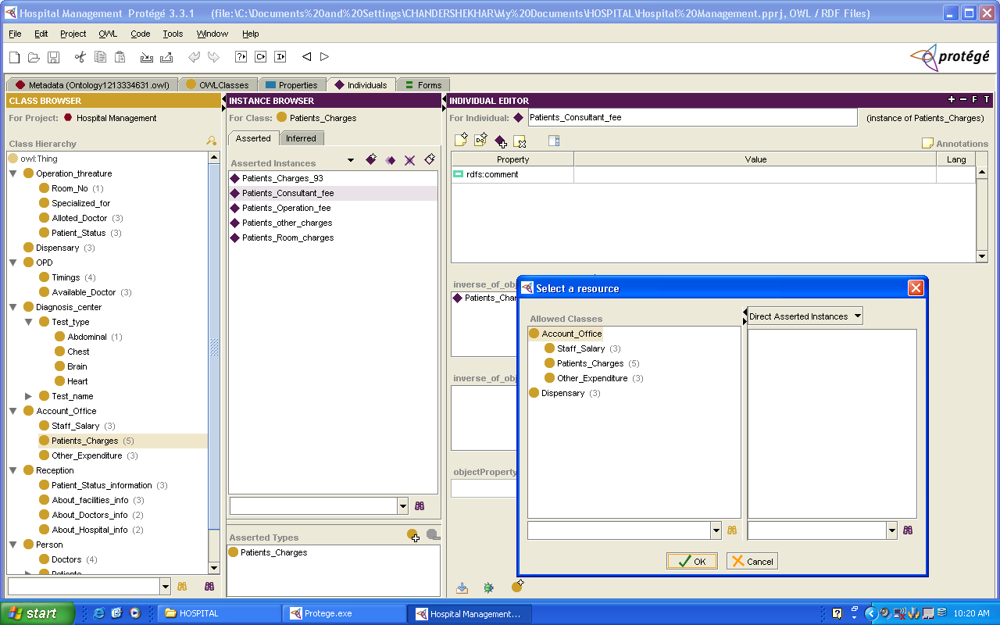 Hospital Management  Protégé 3.3.1    (file:\C:\Documents%20and%20Settings\CHANDERSHEKHAR\My%20Documents\HOSPITAL\Hospital%20Management.pprj, OWL / RDF Files)
File Edit Project OWL Code Tools Window Help
protégé
Metadata (Ontology1213334631.owl) OWLClasses Properties Individuals Forms
CLASS BROWSER
For Project: Hospital Management
Class Hierarchy
owl:Thing
Operation_threature
Room_No (1)
Specialized_for
Alloted_Doctor (3)
Patient_Status (3)
Dispensary (3)
OPD
Timings (4)
Available_Doctor (3)
Diagnosis_center
Test_type
Abdominal (1)
Chest
Brain
Heart
Test_name
Account_Office
Staff_Salary (3)
Patients_Charges (5)
Other_Expenditure (3)
Reception
Patient_Status_information (3)
About_facilities_info (3)
About_Doctors_info (2)
About_Hospital_info (2)
Person
Doctors (4)
Patients
INSTANCE BROWSER
For Class: Patients_Charges
Asserted Inferred
Asserted Instances
Patients_Charges_93
Patients_Consultant_fee
Patients_Operation_fee
Patients_other_charges
Patients_Room_charges
Asserted Types
Patients_Charges
INDIVIDUAL EDITOR + − F T
For Individual: Patients_Consultant_fee (instance of Patients_Charges)
Annotations
Property Value Lang
rdfs:comment
inverse_of_obj
Patients_Char
inverse_of_obj
objectProperty
Select a resource
Allowed Classes
Account_Office
Staff_Salary (3)
Patients_Charges (5)
Other_Expenditure (3)
Dispensary (3)
Direct Asserted Instances
OK Cancel
start HOSPITAL Protege.exe Hospital Management... 10:20 AM